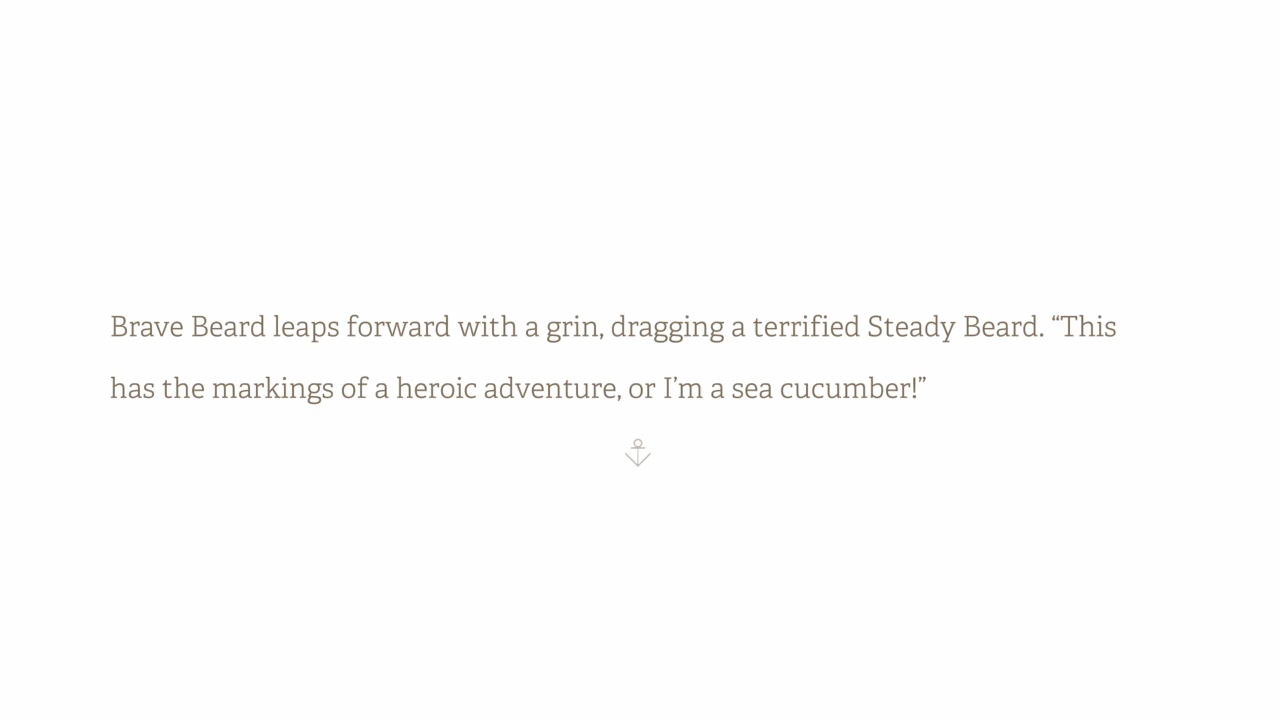 Brave Beard leaps forward with a grin, dragging a terrified Steady Beard. “This
has the markings of a heroic adventure, or I’m a sea cucumber!”